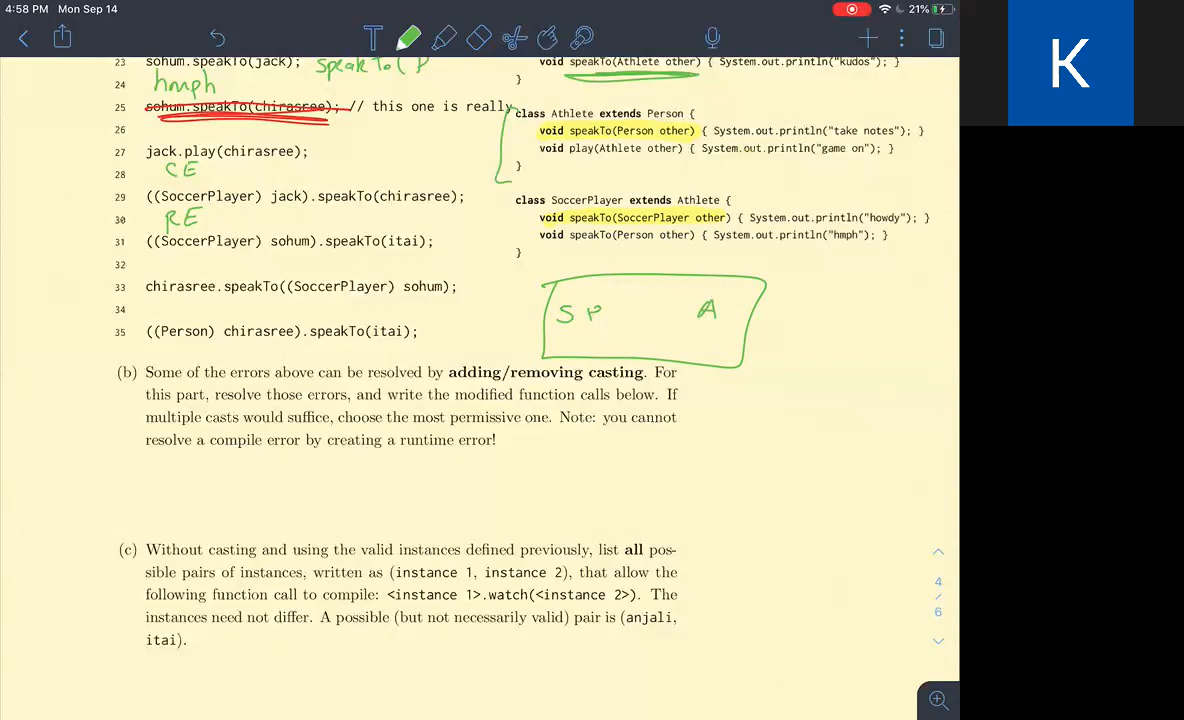 4:58 PM Mon Sep 14
21%
T
23 sohum.speakTo(jack); speakTo(P
void speakTo(Athlete other) { System.out.println("kudos"); }
24 hmph
}
25 sohum.speakTo(chirasree); // this one is really
class Athlete extends Person {
26
void speakTo(Person other) { System.out.println("take notes"); }
27 jack.play(chirasree);
void play(Athlete other) { System.out.println("game on"); }
28 CE
}
29 ((SoccerPlayer) jack).speakTo(chirasree);
class SoccerPlayer extends Athlete {
30 RE
void speakTo(SoccerPlayer other) { System.out.println("howdy"); }
void speakTo(Person other) { System.out.println("hmph"); }
31 ((SoccerPlayer) sohum).speakTo(itai);
}
32
33 chirasree.speakTo((SoccerPlayer) sohum);
34
SP A
35 ((Person) chirasree).speakTo(itai);
(b) Some of the errors above can be resolved by adding/removing casting. For
this part, resolve those errors, and write the modified function calls below. If
multiple casts would suffice, choose the most permissive one. Note: you cannot
resolve a compile error by creating a runtime error!
(c) Without casting and using the valid instances defined previously, list all pos-
sible pairs of instances, written as (instance 1, instance 2), that allow the
following function call to compile: <instance 1>.watch(<instance 2>). The
instances need not differ. A possible (but not necessarily valid) pair is (anjali,
itai).
4
/
6
K